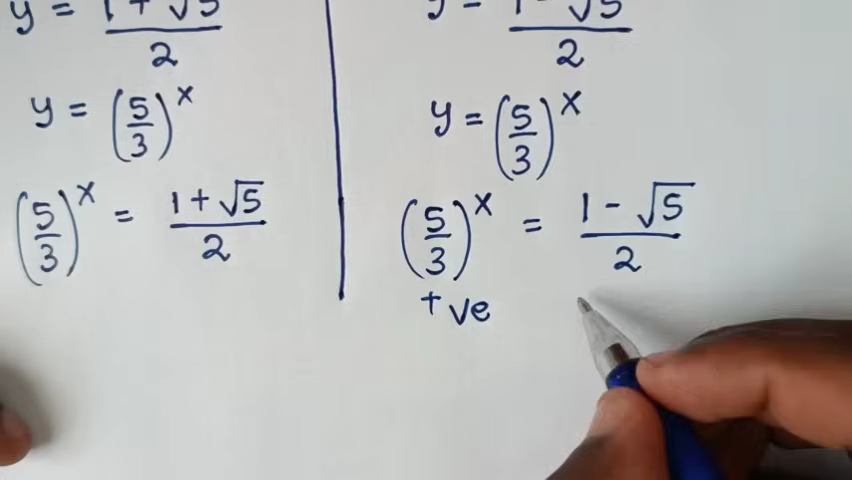 y = (1 + √5)/2
y = (5/3)^x
(5/3)^x = (1 + √5)/2
y = (1 - √5)/2
y = (5/3)^x
(5/3)^x = (1 - √5)/2
+ve